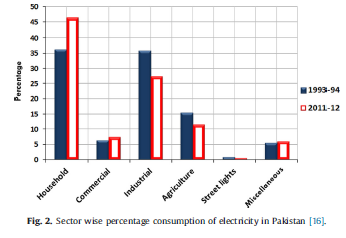 50
45
40
35
30
25
20
15
10
5
0
Percentage
Household
Commercial
Industrial
Agriculture
Street lights
Miscellaneous
1993-94
2011-12
Fig. 2. Sector wise percentage consumption of electricity in Pakistan [16].